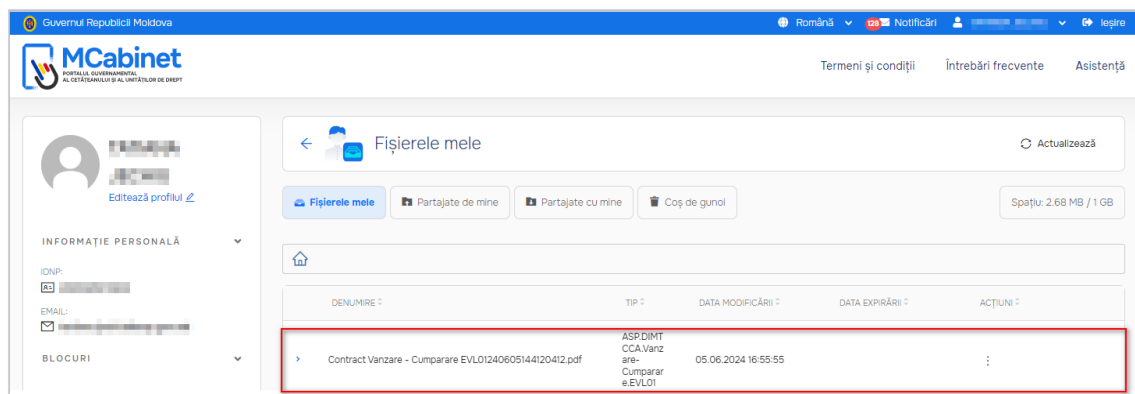 Guvernul Republicii Moldova
Română
128 Notificări
Ieșire
MCabinet
PORTALUL GUVERNAMENTAL
AL CETĂȚEANULUI ȘI AL UNITĂȚILOR DE DREPT
Termeni și condiții
Întrebări frecvente
Asistență
Editează profilul
INFORMAȚIE PERSONALĂ
IDNP:
EMAIL:
BLOCURI
Fișierele mele
Actualizează
Fișierele mele
Partajate de mine
Partajate cu mine
Coș de gunoi
Spațiu: 2.68 MB / 1 GB
DENUMIRE
TIP
DATA MODIFICĂRII
DATA EXPIRĂRII
ACȚIUNI
Contract Vanzare - Cumparare EVL01240605144120412.pdf
ASP.DIMT
CCA.Vanz
are-
Cumparar
e.EVL01
05.06.2024 16:55:55